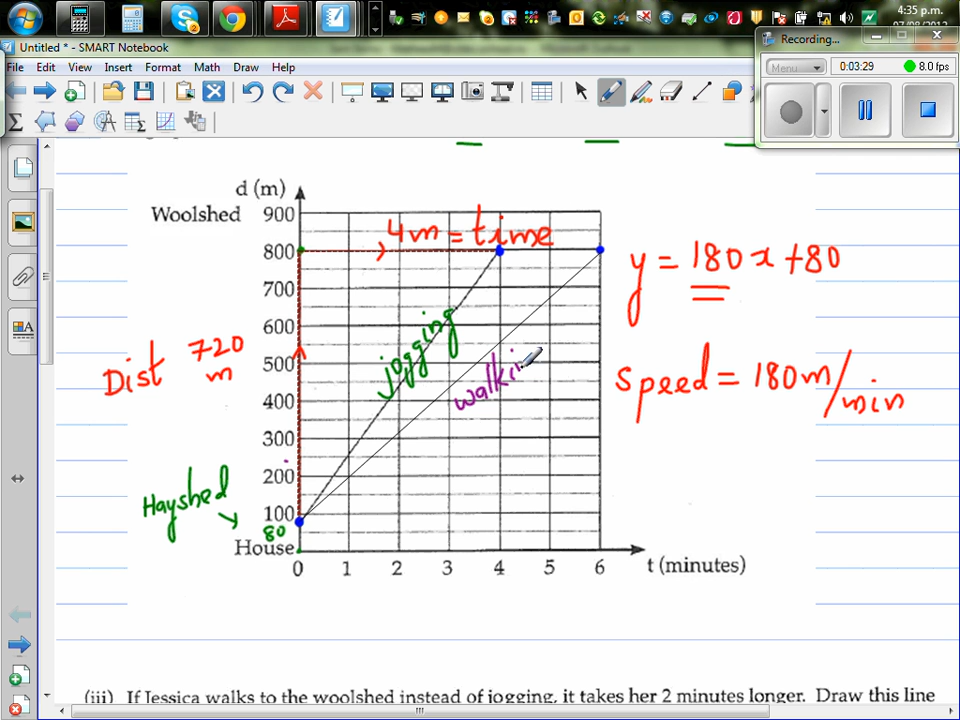 4:35 p.m.
Untitled * - SMART Notebook
Recording...
File Edit View Insert Format Math Draw Help
Menu
0:03:29
8.0 fps
d (m)
Woolshed 900
800
700
600
500
400
300
200
100
80
House
0 1 2 3 4 5 6 t (minutes)
4m = time
y = 180x + 80
Dist 720
m
jogging
walki
speed = 180m/min
Hayshed
(iii) If Jessica walks to the woolshed instead of jogging, it takes her 2 minutes longer. Draw this line